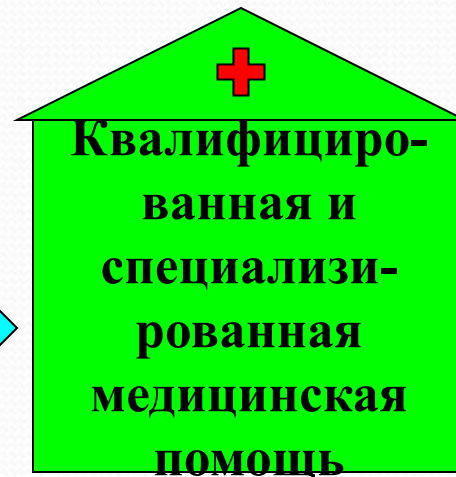 Квалифициро-
ванная и
специализи-
рованная
медицинская
помощь